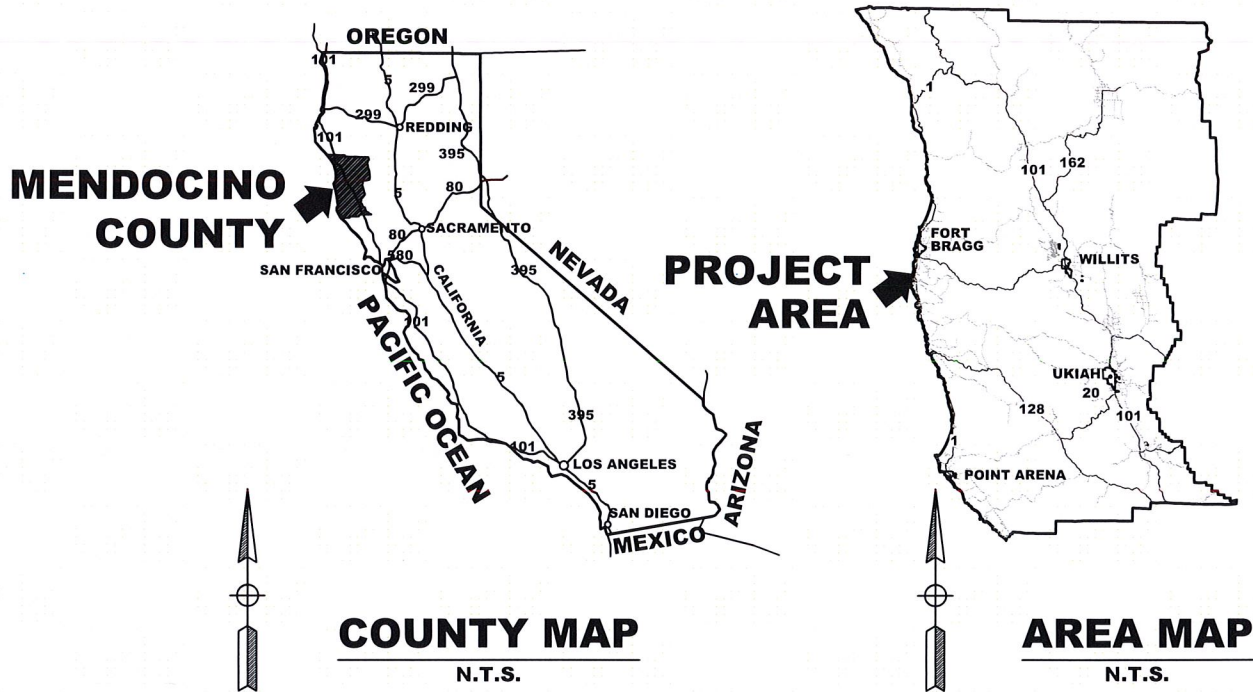 OREGON
101
5
299
299
REDDING
101
395
MENDOCINO
COUNTY
5
80
80
SACRAMENTO
580
SAN FRANCISCO
395
NEVADA
CALIFORNIA
101
PACIFIC OCEAN
5
395
101
LOS ANGELES
5
ARIZONA
SAN DIEGO
MEXICO
COUNTY MAP
N.T.S.
1
101
162
FORT
BRAGG
WILLITS
PROJECT
AREA
UKIAH
20
128
101
1
POINT ARENA
AREA MAP
N.T.S.